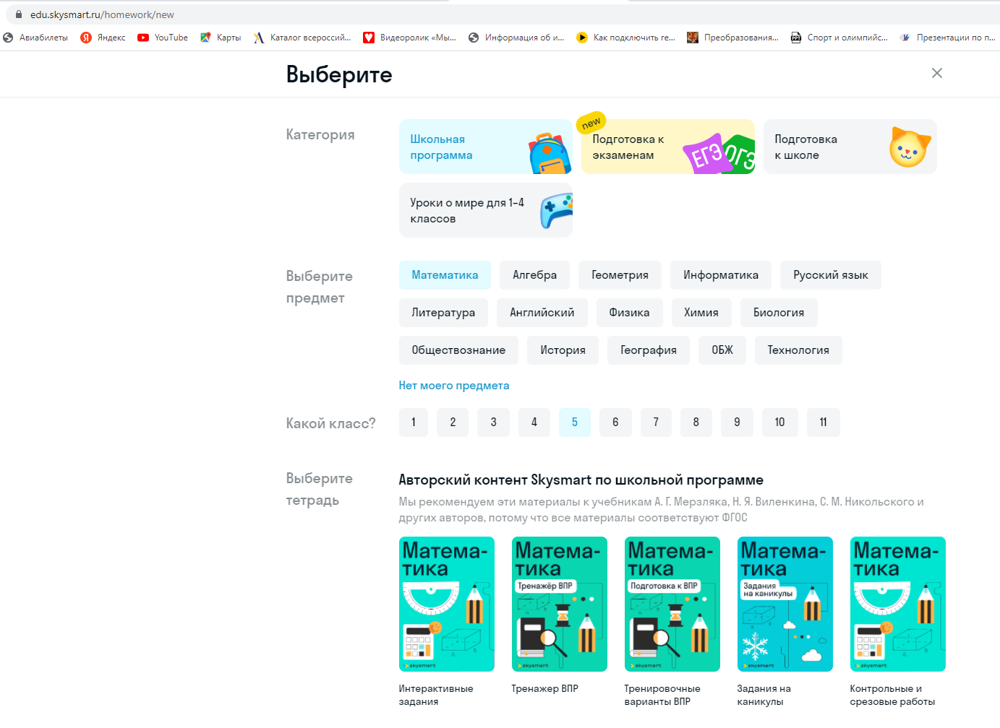 edu.skysmart.ru/homework/new
Авиабилеты Яндекс YouTube Карты Каталог всероссий... Видеоролик «Мы... Информация об и... Как подключить ге... Преобразования... Спорт и олимпийс... Презентации по п...
Выберите
Категория
Школьная
программа
new
Подготовка к
экзаменам
ЕГЭ ОГЭ
Подготовка
к школе
Уроки о мире для 1–4
классов
Выберите
предмет
Математика Алгебра Геометрия Информатика Русский язык
Литература Английский Физика Химия Биология
Обществознание История География ОБЖ Технология
Нет моего предмета
Какой класс?
1 2 3 4 5 6 7 8 9 10 11
Выберите
тетрадь
Авторский контент Skysmart по школьной программе
Мы рекомендуем эти материалы к учебникам А. Г. Мерзляка, Н. Я. Виленкина, С. М. Никольского и
других авторов, потому что все материалы соответствуют ФГОС
Матема-
тика
skysmart
Интерактивные
задания
Матема-
тика
Тренажёр ВПР
skysmart
Тренажер ВПР
Матема-
тика
Подготовка к ВПР
skysmart
Тренировочные
варианты ВПР
Матема-
тика
Задания
на каникулы
skysmart
Задания на
каникулы
Матема-
тика
skysmart
Контрольные и
срезовые работы